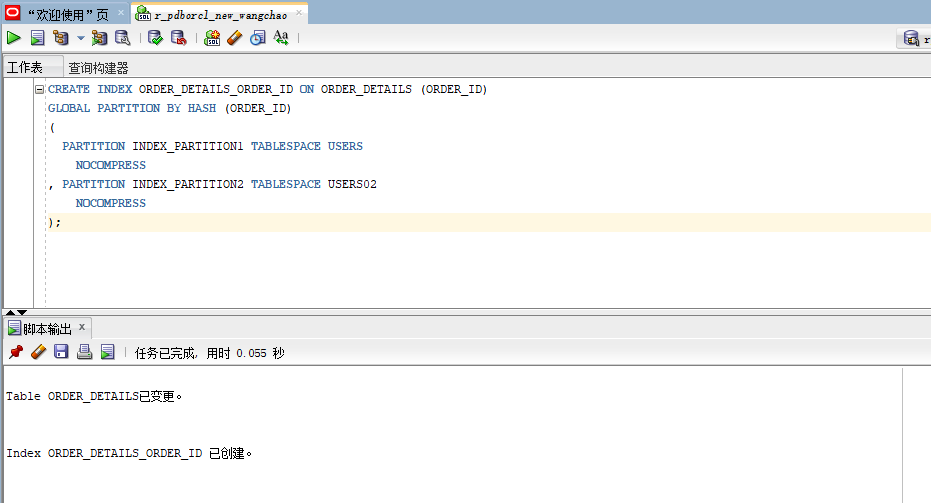 “欢迎使用”页
r_pdborcl_new_wangchao
SQL
SQL
Aa
r
工作表
查询构建器
CREATE INDEX ORDER_DETAILS_ORDER_ID ON ORDER_DETAILS (ORDER_ID)
GLOBAL PARTITION BY HASH (ORDER_ID)
(
PARTITION INDEX_PARTITION1 TABLESPACE USERS
NOCOMPRESS
, PARTITION INDEX_PARTITION2 TABLESPACE USERS02
NOCOMPRESS
);
脚本输出 x
任务已完成, 用时 0.055 秒
Table ORDER_DETAILS已变更。
Index ORDER_DETAILS_ORDER_ID 已创建。